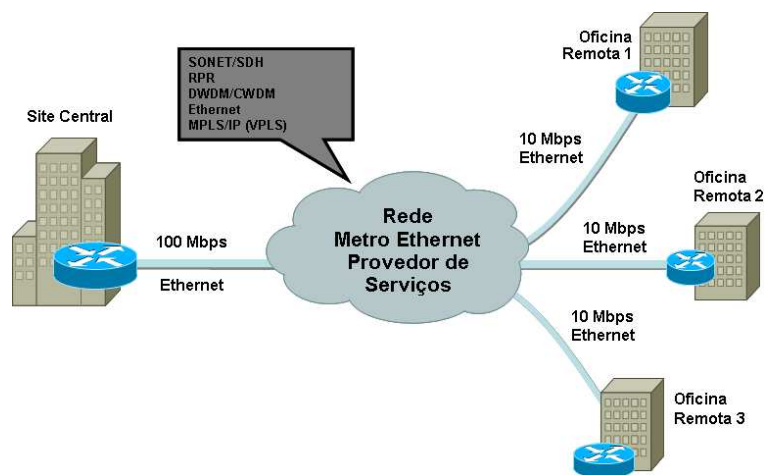 SONET/SDH
RPR
DWDM/CWDM
Ethernet
MPLS/IP (VPLS)
Site Central
100 Mbps
Ethernet
Rede
Metro Ethernet
Provedor de
Serviços
Oficina
Remota 1
10 Mbps
Ethernet
Oficina
Remota 2
10 Mbps
Ethernet
10 Mbps
Ethernet
Oficina
Remota 3